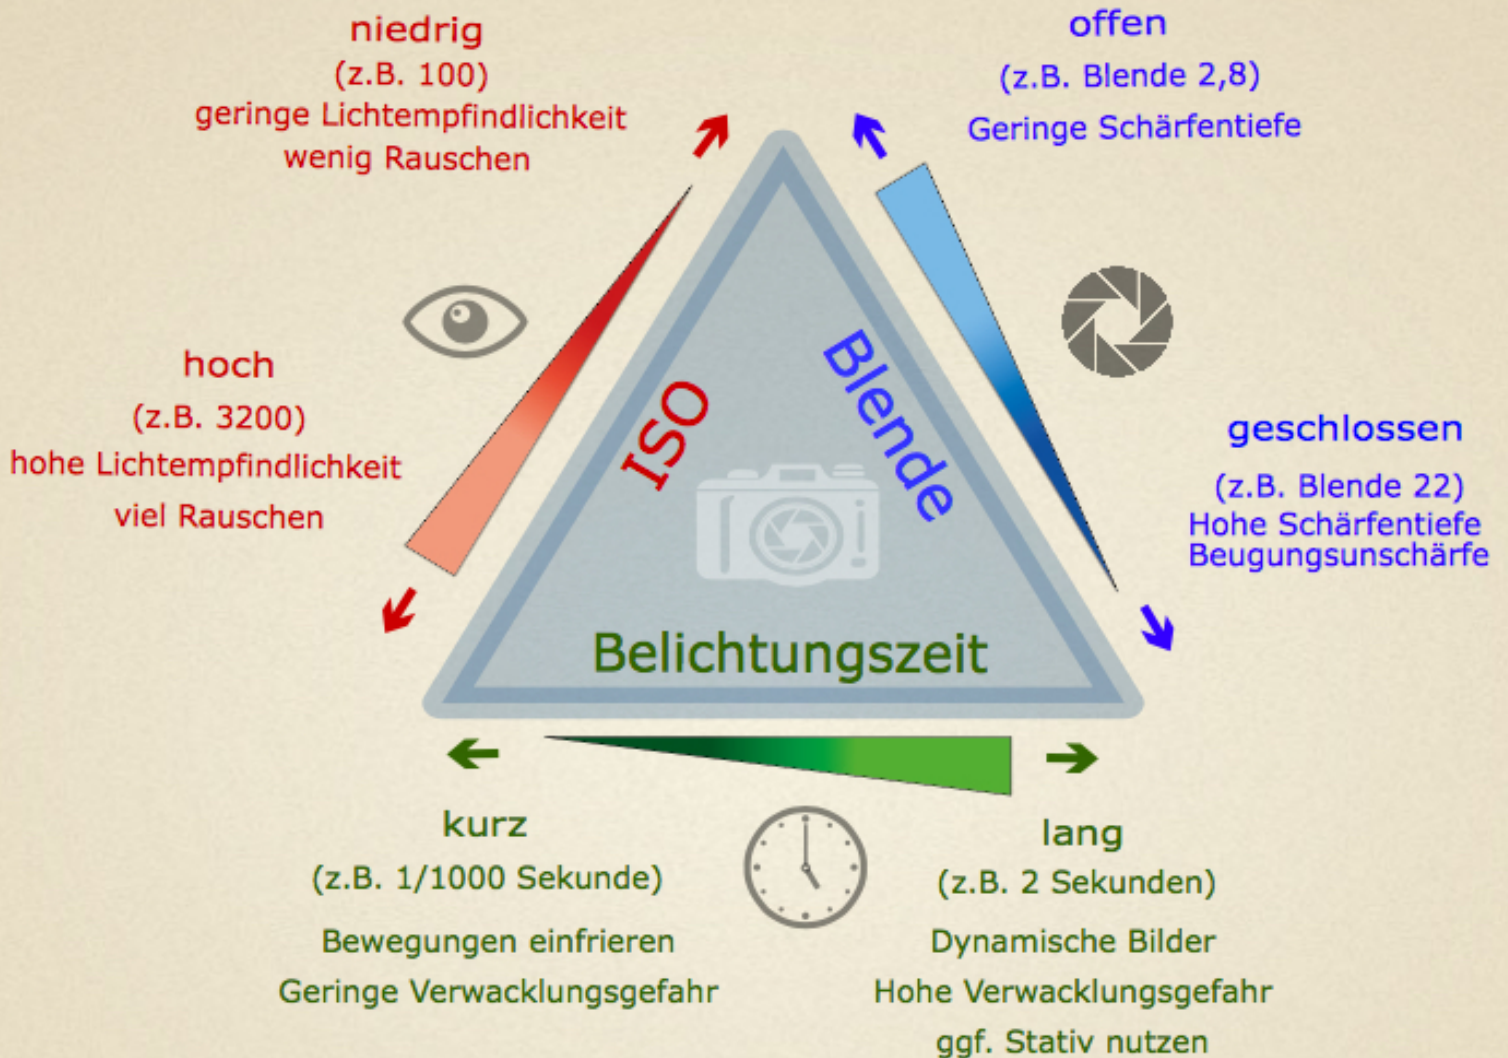 niedrig
(z.B. 100)
geringe Lichtempfindlichkeit
wenig Rauschen
offen
(z.B. Blende 2,8)
Geringe Schärfentiefe
hoch
(z.B. 3200)
hohe Lichtempfindlichkeit
viel Rauschen
ISO
Blende
geschlossen
(z.B. Blende 22)
Hohe Schärfentiefe
Beugungsunschärfe
Belichtungszeit
kurz
(z.B. 1/1000 Sekunde)
Bewegungen einfrieren
Geringe Verwacklungsgefahr
lang
(z.B. 2 Sekunden)
Dynamische Bilder
Hohe Verwacklungsgefahr
ggf. Stativ nutzen